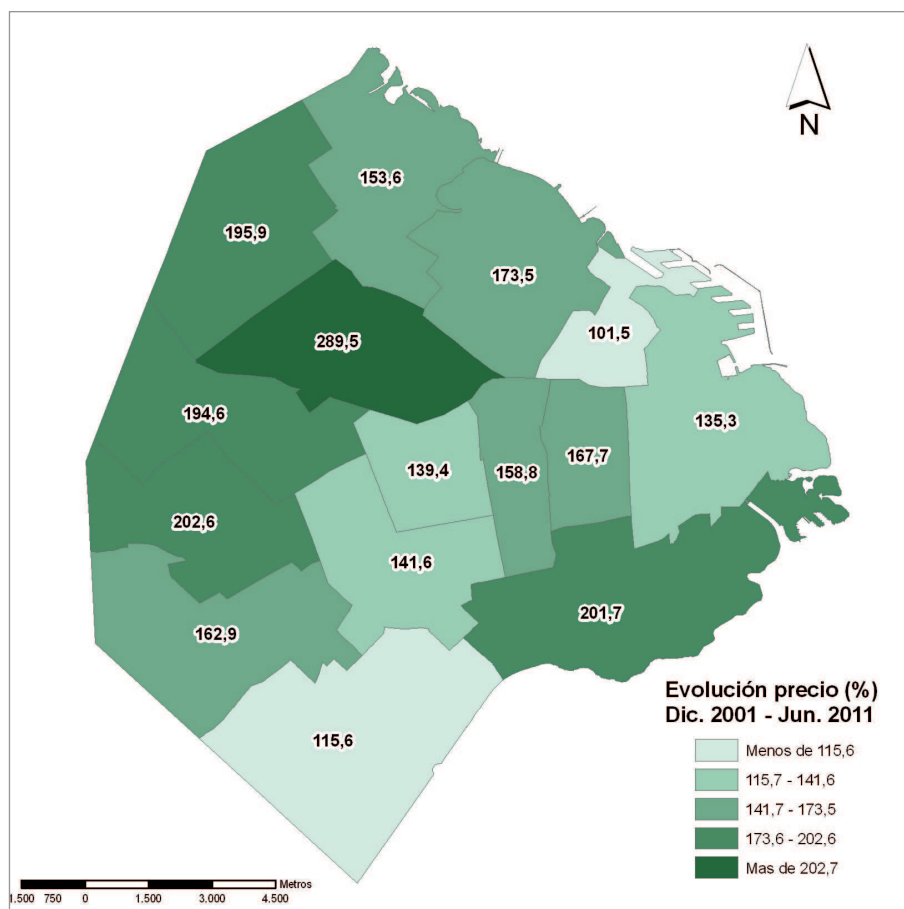 N
153,6
195,9
173,5
101,5
289,5
194,6
135,3
139,4
158,8
167,7
202,6
141,6
201,7
162,9
115,6
Evolución precio (%)
Dic. 2001 - Jun. 2011
Menos de 115,6
115,7 - 141,6
141,7 - 173,5
173,6 - 202,6
Mas de 202,7
Metros
1.500 750 0 1.500 3.000 4.500